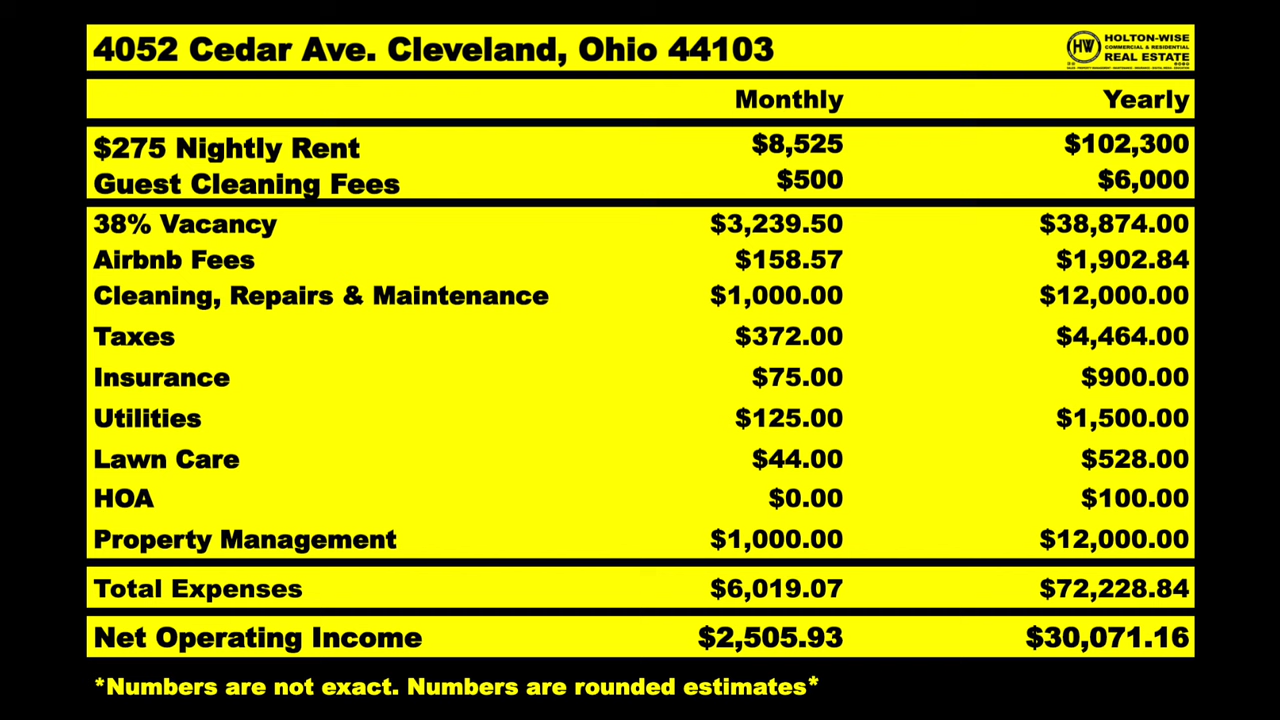 4052 Cedar Ave. Cleveland, Ohio 44103
HW
HOLTON-WISE
COMMERCIAL & RESIDENTIAL
REAL ESTATE
Monthly Yearly
$275 Nightly Rent $8,525 $102,300
Guest Cleaning Fees $500 $6,000
38% Vacancy $3,239.50 $38,874.00
Airbnb Fees $158.57 $1,902.84
Cleaning, Repairs & Maintenance $1,000.00 $12,000.00
Taxes $372.00 $4,464.00
Insurance $75.00 $900.00
Utilities $125.00 $1,500.00
Lawn Care $44.00 $528.00
HOA $0.00 $100.00
Property Management $1,000.00 $12,000.00
Total Expenses $6,019.07 $72,228.84
Net Operating Income $2,505.93 $30,071.16
*Numbers are not exact. Numbers are rounded estimates*